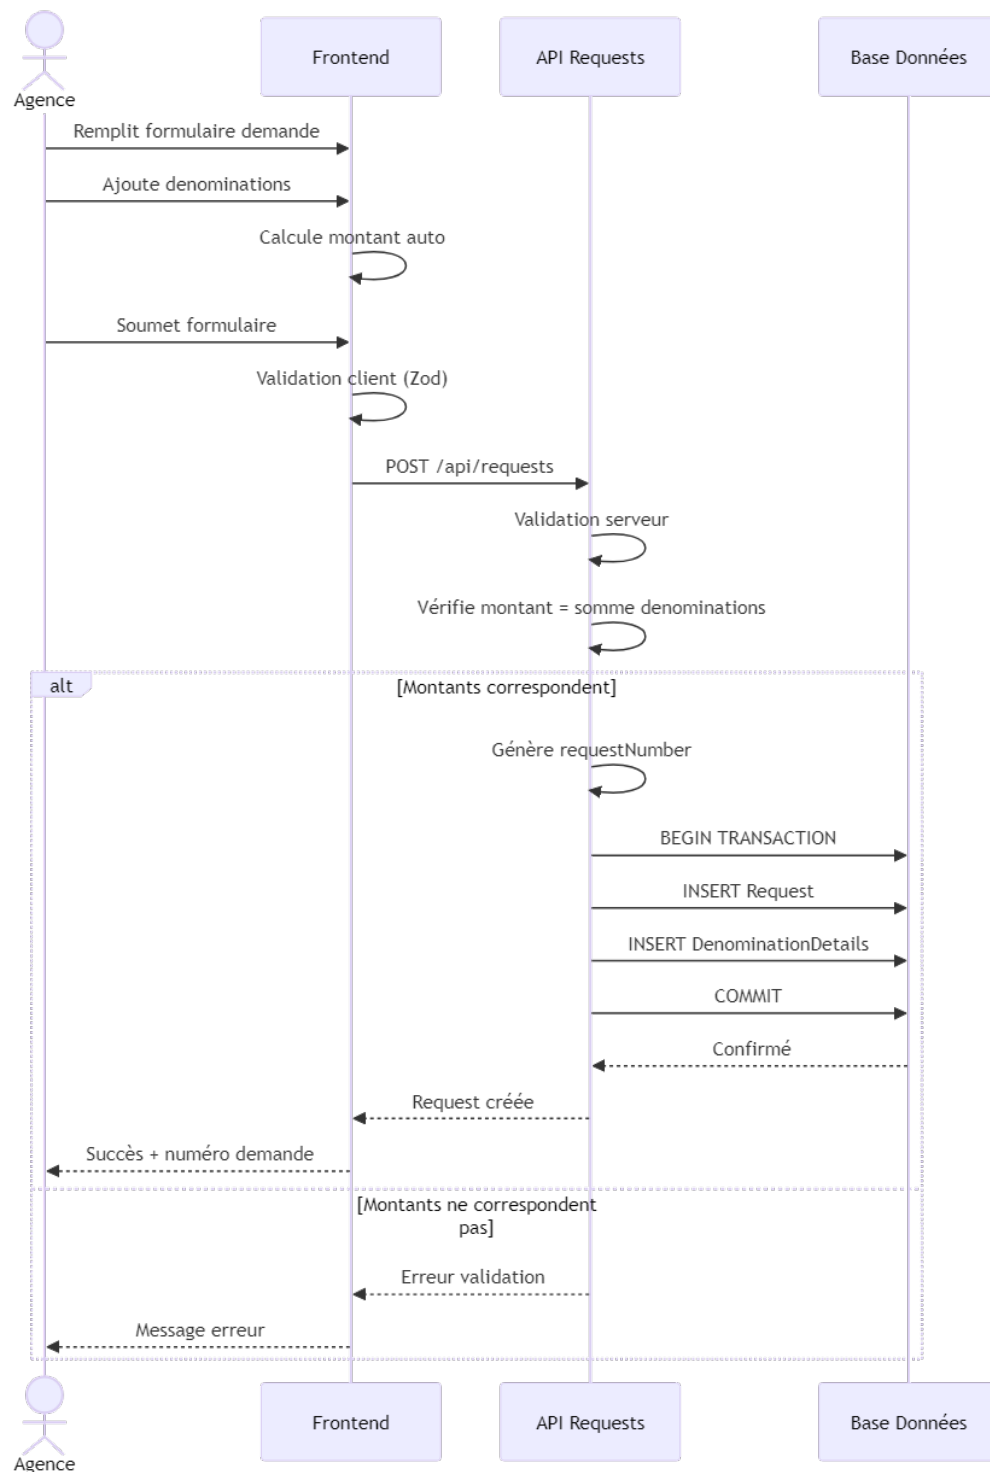 Frontend
API Requests
Base Données
Agence
Remplit formulaire demande
Ajoute denominations
Calcule montant auto
Soumet formulaire
Validation client (Zod)
POST /api/requests
Validation serveur
Vérifie montant = somme denominations
alt
[Montants correspondent]
Génère requestNumber
BEGIN TRANSACTION
INSERT Request
INSERT DenominationDetails
COMMIT
Confirmé
Request créée
Succès + numéro demande
[Montants ne correspondent
pas]
Erreur validation
Message erreur
Frontend
API Requests
Base Données
Agence